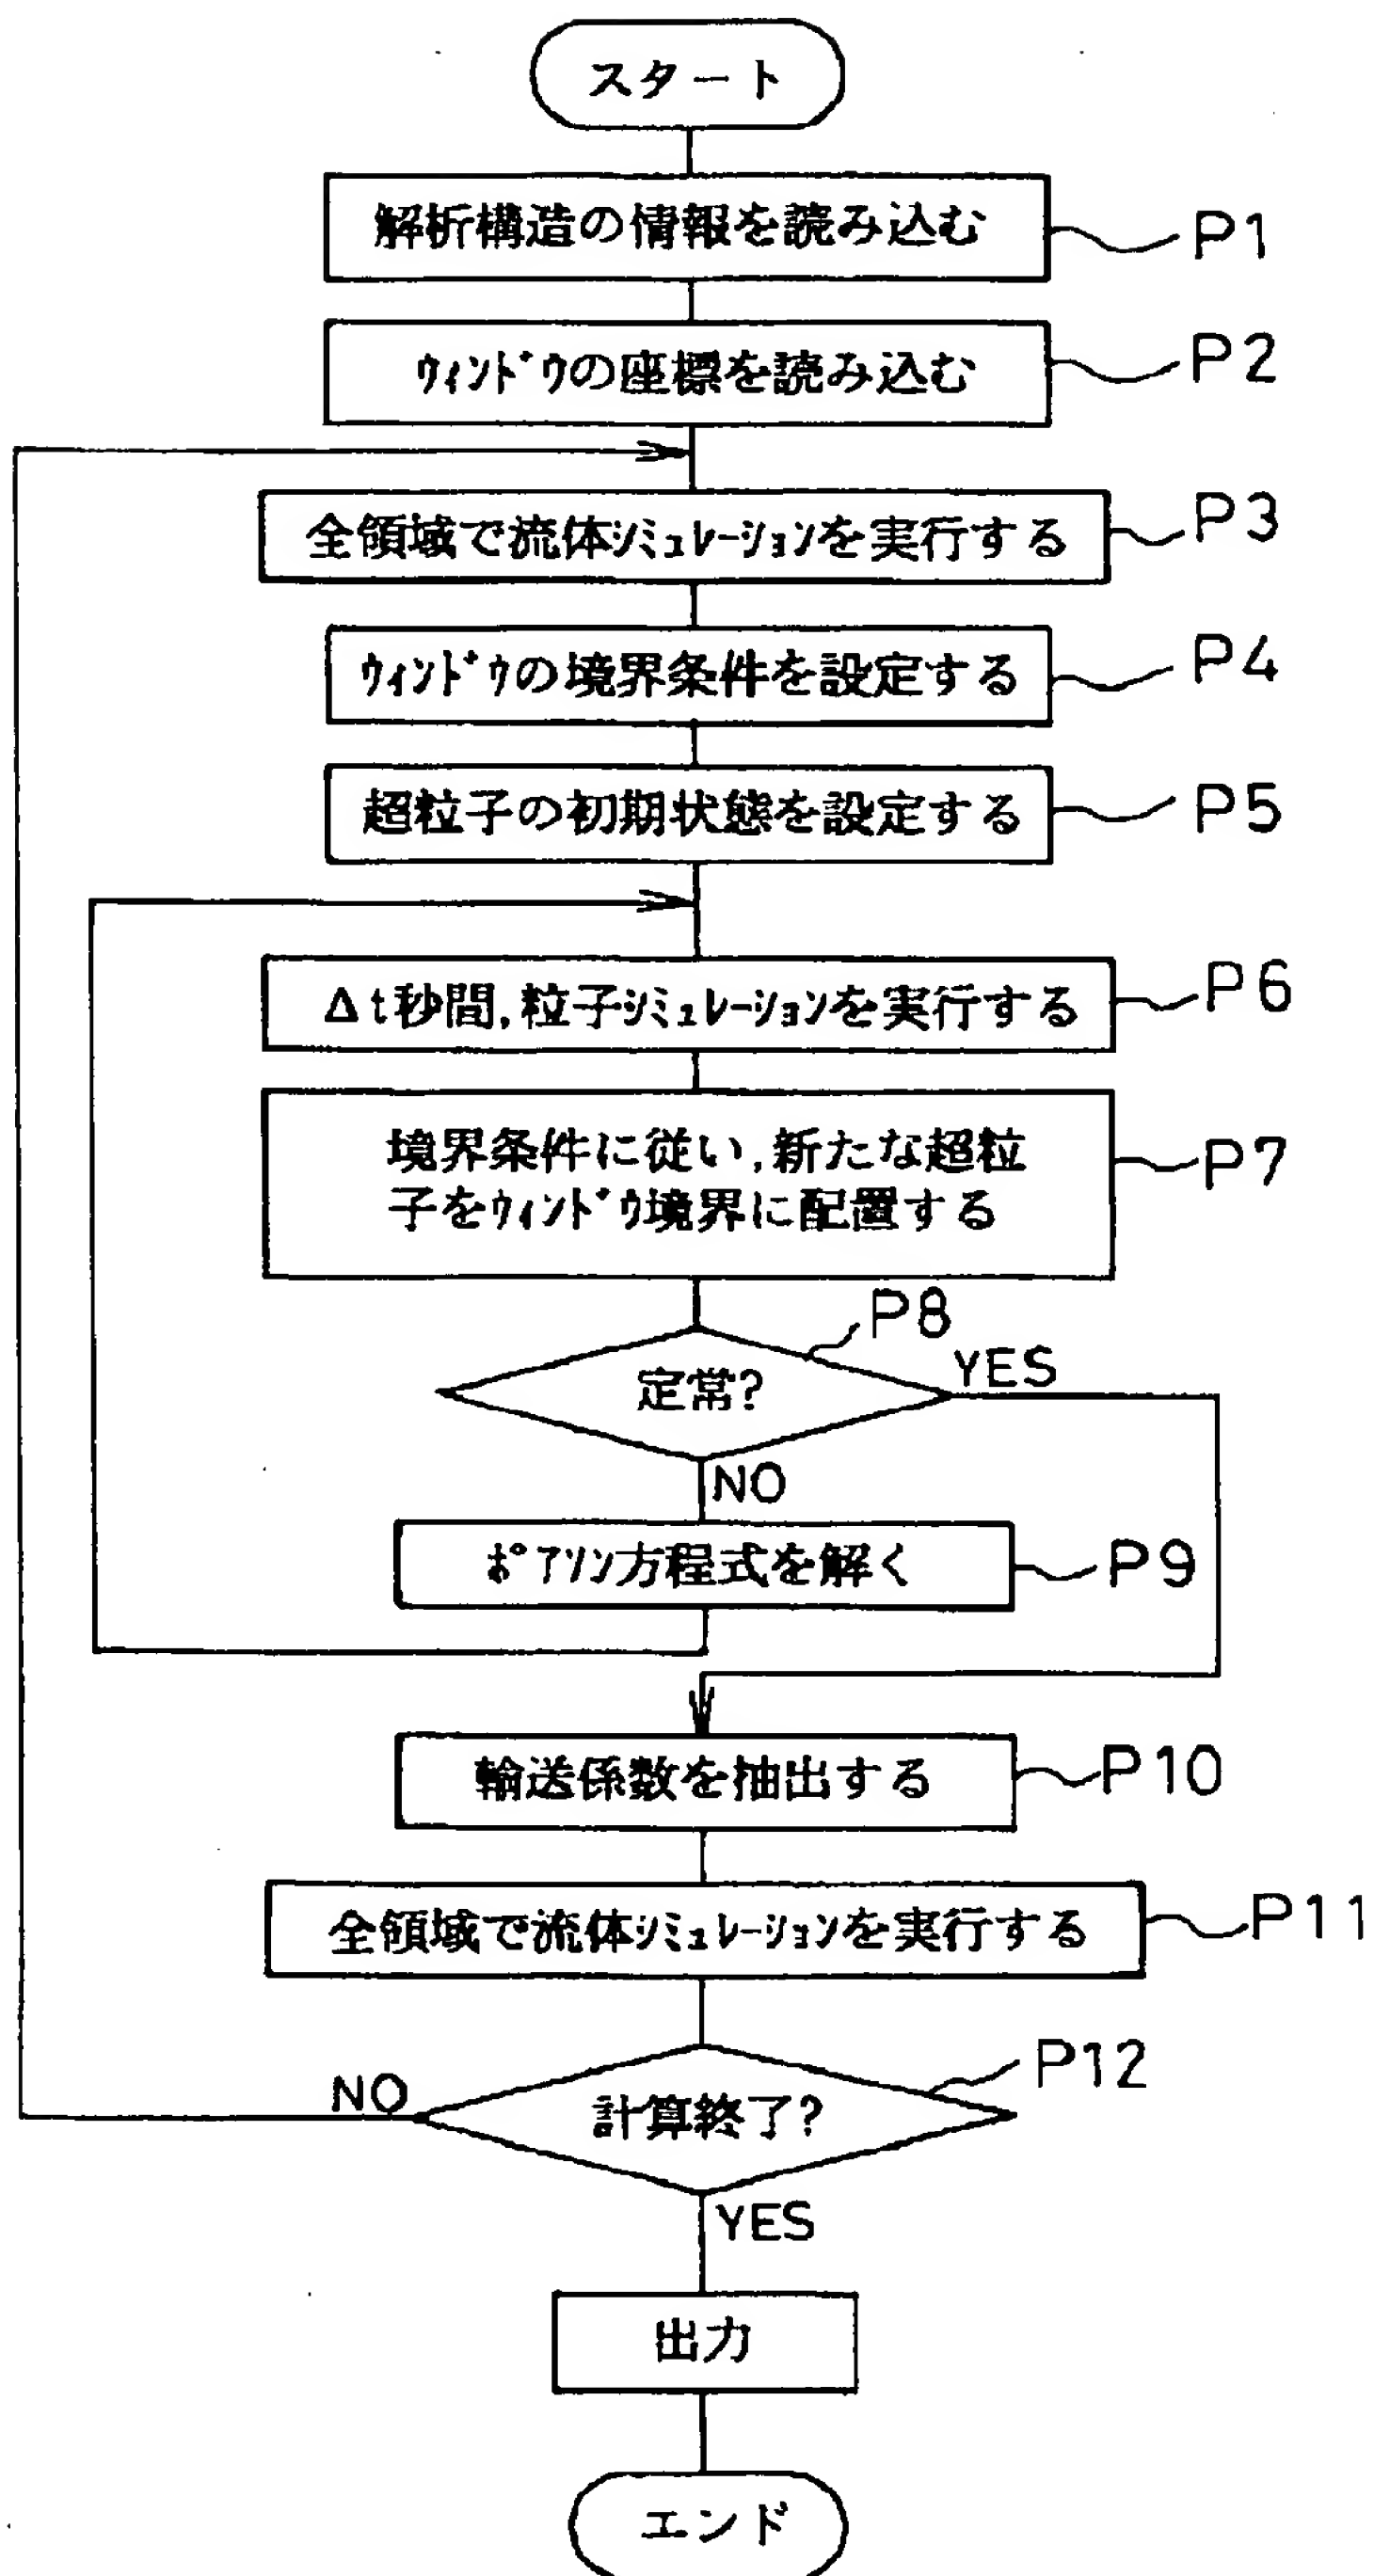 スタート
解析構造の情報を読み込む
P1
ウィンドウの座標を読み込む
P2
全領域で流体シミュレーションを実行する
P3
ウィンドウの境界条件を設定する
P4
超粒子の初期状態を設定する
P5
Δt秒間,粒子シミュレーションを実行する
P6
境界条件に従い,新たな超粒
子をウィンドウ境界に配置する
P7
P8
定常?
YES
NO
ポアソン方程式を解く
P9
輸送係数を抽出する
P10
全領域で流体シミュレーションを実行する
P11
P12
計算終了?
NO
YES
出力
エンド